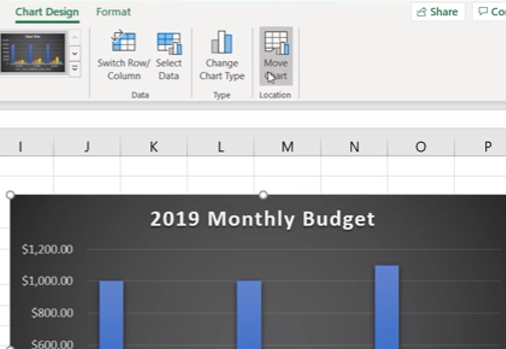 Chart Design Format
Share
Switch Row/ Select Change Move
Column Data Chart Type Chart
Data Type Location
I J K L M N O P
2019 Monthly Budget
$1,200.00
$1,000.00
$800.00
$600.00